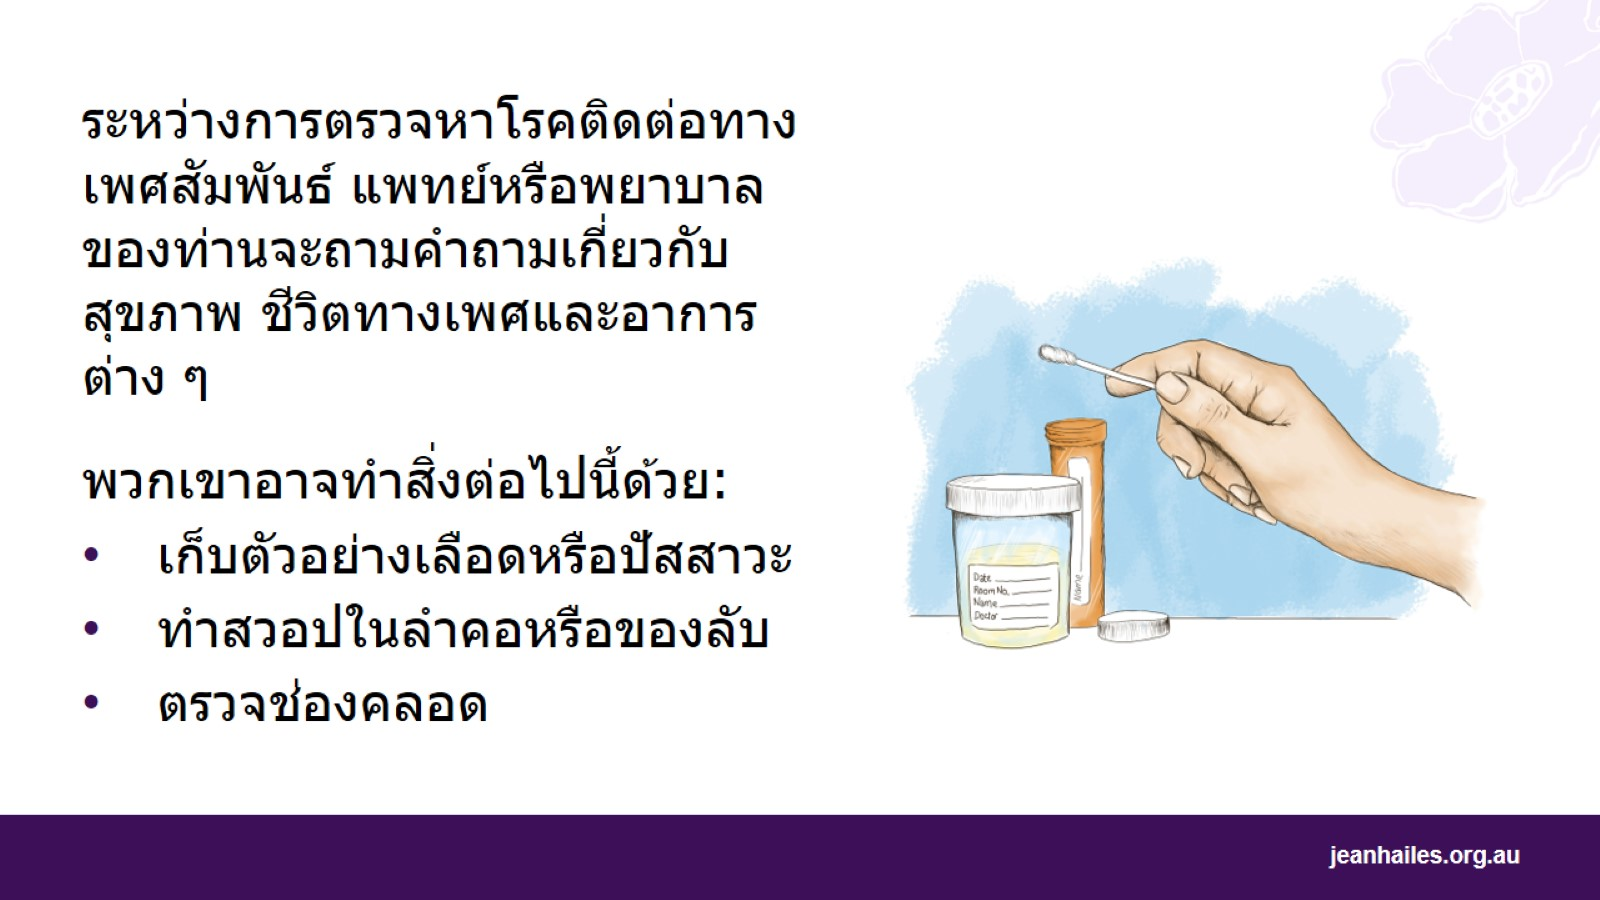 ระหว่างการตรวจหาโรคติดต่อทาง
เพศสัมพันธ์ แพทย์หรือพยาบาล
ของท่านจะถามคำถามเกี่ยวกับ
สุขภาพ ชีวิตทางเพศและอาการ
ต่าง ๆ
พวกเขาอาจทำสิ่งต่อไปนี้ด้วย:
• เก็บตัวอย่างเลือดหรือปัสสาวะ
• ทำสวอปในลำคอหรือของลับ
• ตรวจช่องคลอด
Date
Room No.
Name
Doctor
Name
jeanhailes.org.au